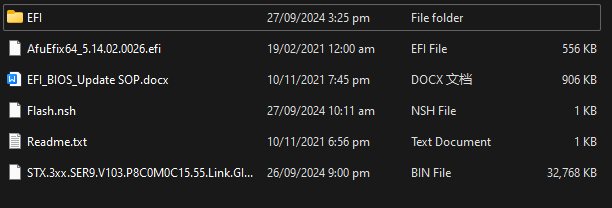 EFI 27/09/2024 3:25 pm File folder
AfuEfix64_5.14.02.0026.efi 19/02/2021 12:00 am EFI File 556 KB
EFI_BIOS_Update SOP.docx 10/11/2021 7:45 pm DOCX 文档 906 KB
Flash.nsh 27/09/2024 10:11 am NSH File 1 KB
Readme.txt 10/11/2021 6:56 pm Text Document 1 KB
STX.3xx.SER9.V103.P8C0M0C15.55.Link.Gl... 26/09/2024 9:00 pm BIN File 32,768 KB